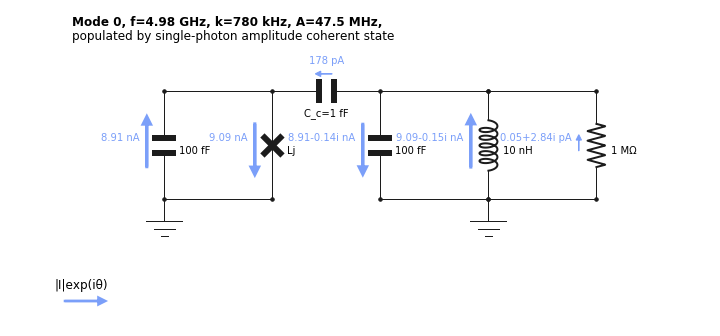 Mode 0, f=4.98 GHz, k=780 kHz, A=47.5 MHz,
populated by single-photon amplitude coherent state
178 pA
C_c=1 fF
8.91 nA
100 fF
9.09 nA
Lj
8.91-0.14i nA
100 fF
9.09-0.15i nA
10 nH
0.05+2.84i pA
1 MΩ
|I|exp(iθ)